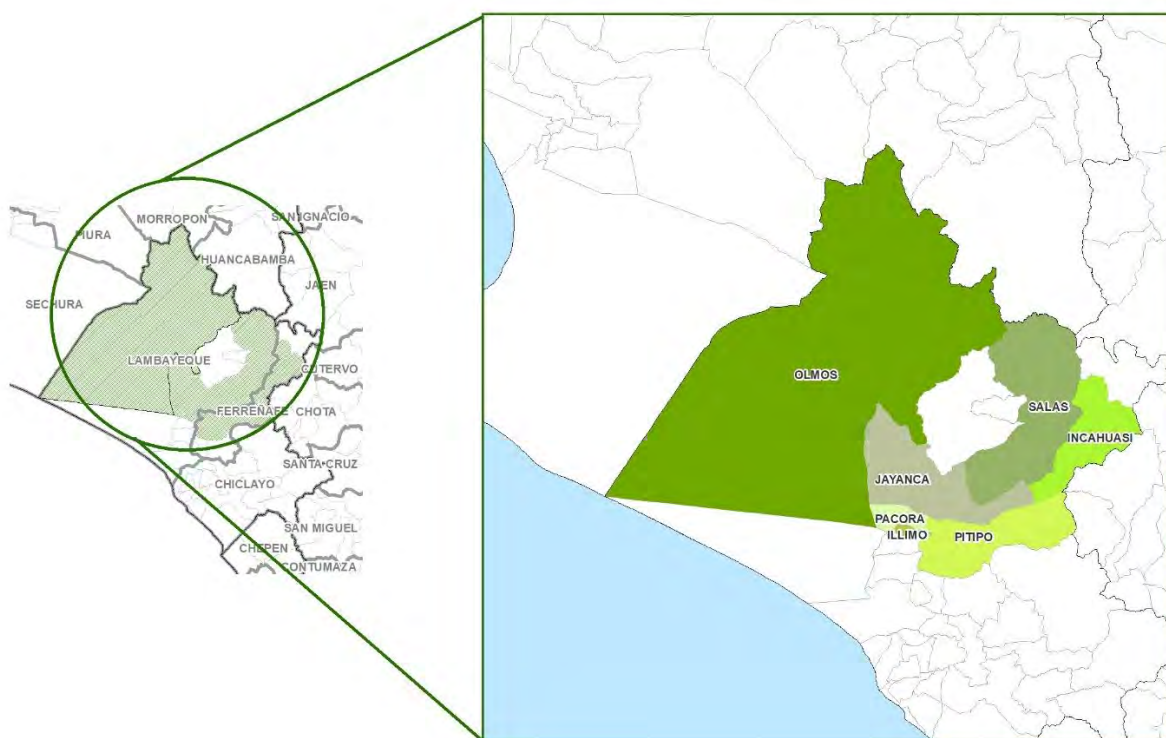 MORROPON
SAN IGNACIO
PIURA
HUANCABAMBA
JAEN
SECHURA
LAMBAYEQUE
CUTERVO
FERREÑAFE
CHOTA
SANTA CRUZ
CHICLAYO
SAN MIGUEL
CHEPEN
CONTUMAZA
OLMOS
SALAS
INCAHUASI
JAYANCA
PACORA
ILLIMO
PITIPO